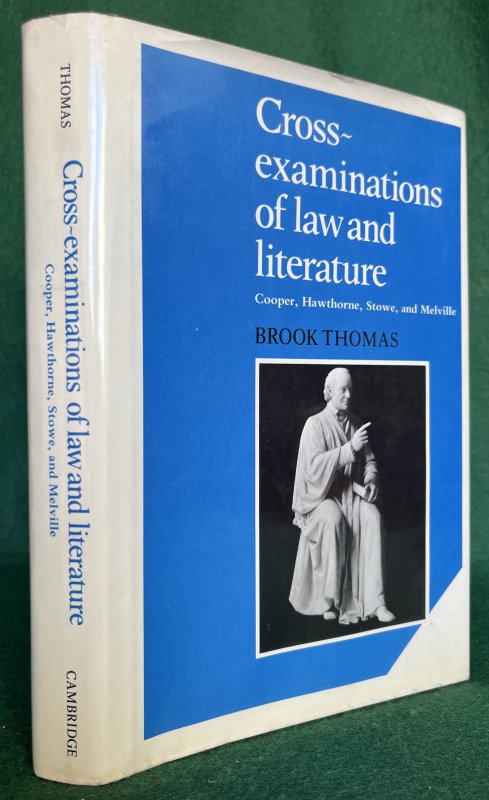 THOMAS
Cross~examinations of law and literature
Cooper, Hawthorne, Stowe, and Melville
CAMBRIDGE
Cross~
examinations
of law and
literature
Cooper, Hawthorne, Stowe, and Melville
BROOK THOMAS